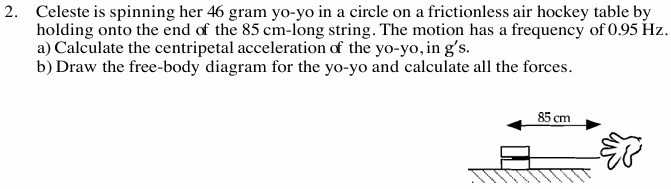 2. Celeste is spinning her 46 gram yo-yo in a circle on a frictionless air hockey table by
holding onto the end of the 85 cm-long string. The motion has a frequency of 0.95 Hz.
a) Calculate the centripetal acceleration of the yo-yo, in g's.
b) Draw the free-body diagram for the yo-yo and calculate all the forces.
85 cm